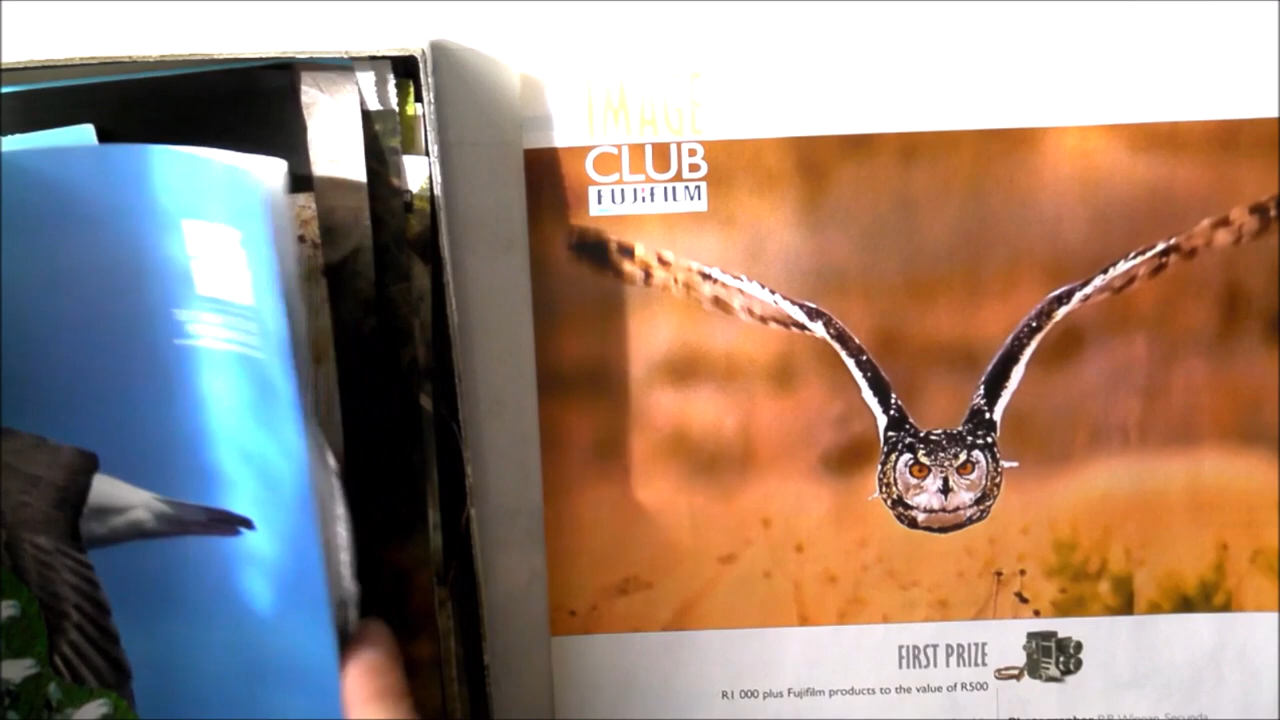 IMAGE
CLUB
FUJIFILM
FIRST PRIZE
R1 000 plus Fujifilm products to the value of R500